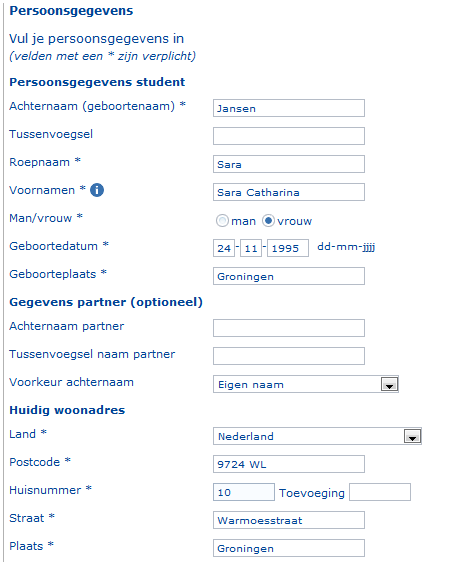 Persoonsgegevens
Vul je persoonsgegevens in
(velden met een * zijn verplicht)
Persoonsgegevens student
Achternaam (geboortenaam) * Jansen
Tussenvoegsel
Roepnaam * Sara
Voornamen * i Sara Catharina
Man/vrouw * man vrouw
Geboortedatum * 24 - 11 - 1995 dd-mm-jjjj
Geboorteplaats * Groningen
Gegevens partner (optioneel)
Achternaam partner
Tussenvoegsel naam partner
Voorkeur achternaam Eigen naam
Huidig woonadres
Land * Nederland
Postcode * 9724 WL
Huisnummer * 10 Toevoeging
Straat * Warmoesstraat
Plaats * Groningen